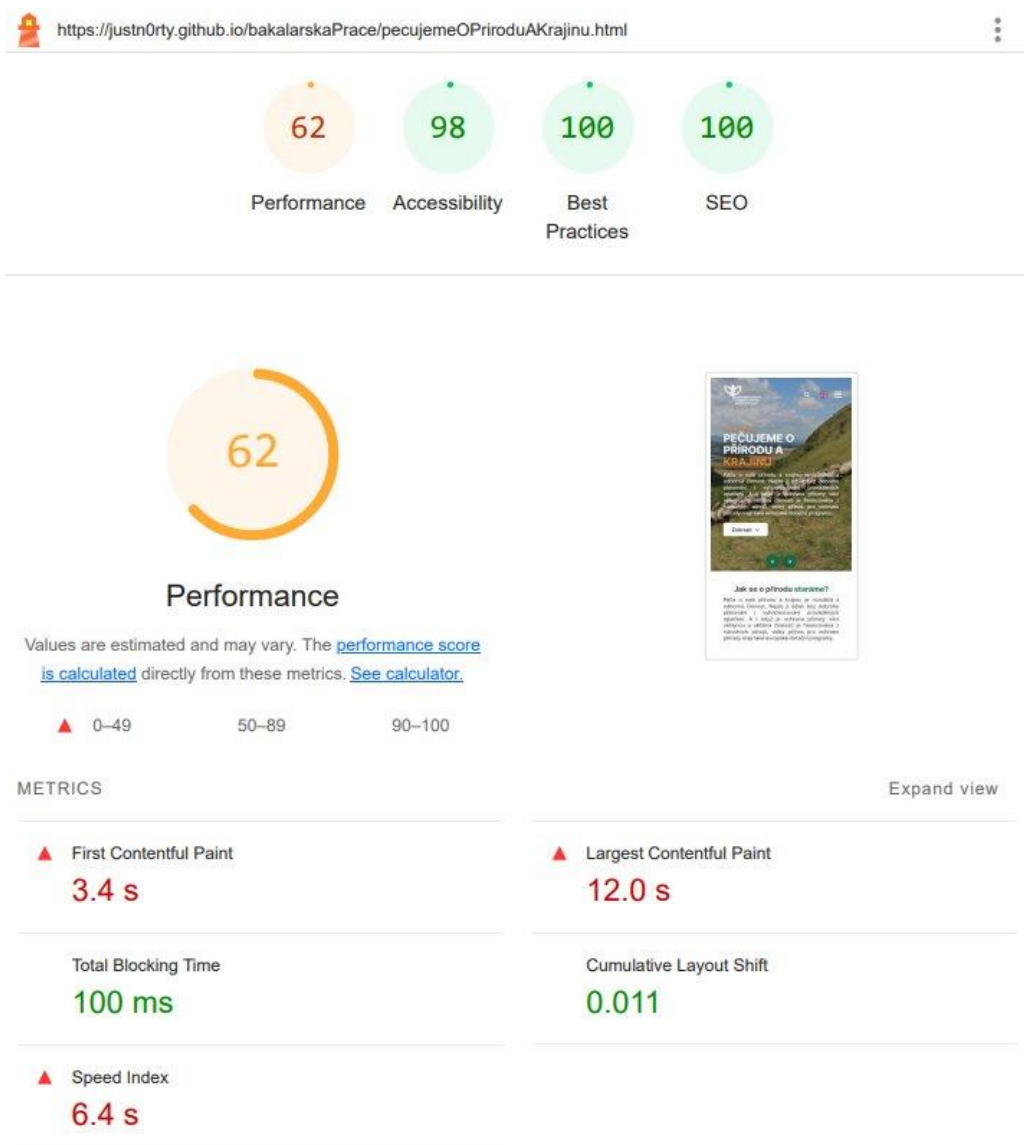 https://justn0rty.github.io/bakalarskaPrace/pecujemeOPriroduAKrajinu.html
62 98 100 100
Performance Accessibility Best Practices SEO
62
Performance
Values are estimated and may vary. The performance score
is calculated directly from these metrics. See calculator.
0–49 50–89 90–100
PEČUJEME O
PŘÍRODU A
KRAJINU
Zobrazit
Jak se o přírodu staráme?
METRICS Expand view
First Contentful Paint
3.4 s
Largest Contentful Paint
12.0 s
Total Blocking Time
100 ms
Cumulative Layout Shift
0.011
Speed Index
6.4 s